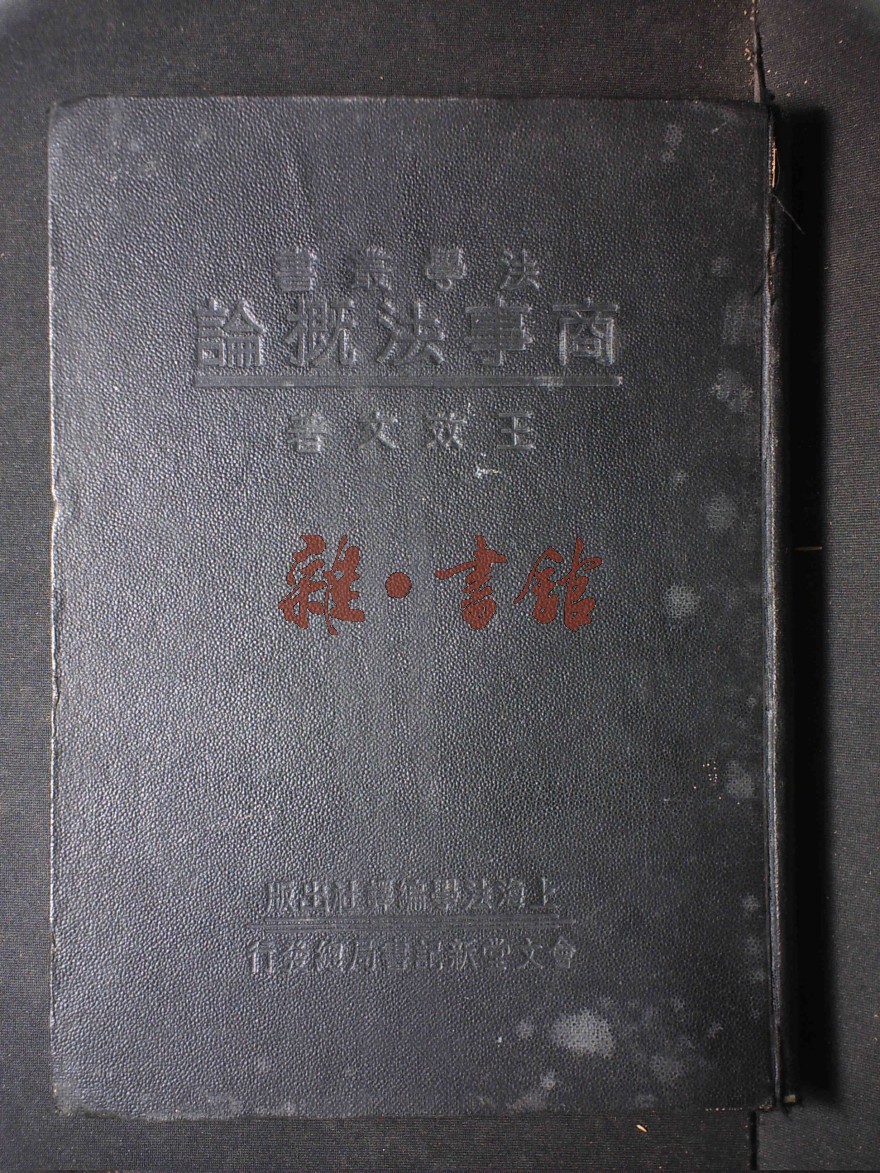 法學叢書
商事法概論
王效文著
雜·書館
上海法學編譯社出版
會文堂新記書局發行